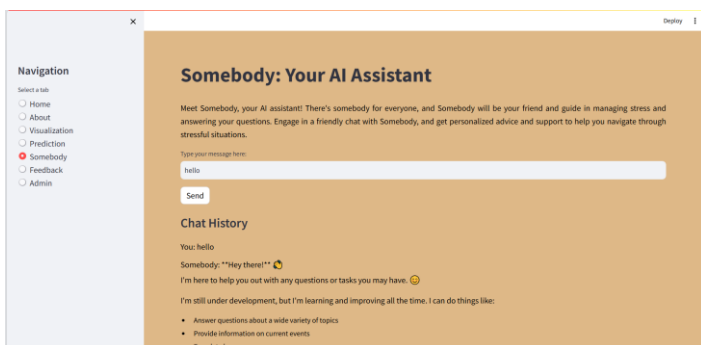 Deploy
Navigation
Select a tab
Home
About
Visualization
Prediction
Somebody
Feedback
Admin
Somebody: Your AI Assistant
Meet Somebody, your AI assistant! There's somebody for everyone, and Somebody will be your friend and guide in managing stress and
answering your questions. Engage in a friendly chat with Somebody, and get personalized advice and support to help you navigate through
stressful situations.
Type your message here:
hello
Send
Chat History
You: hello
Somebody: **Hey there!**
I'm here to help you out with any questions or tasks you may have.
I'm still under development, but I'm learning and improving all the time. I can do things like:
• Answer questions about a wide variety of topics
• Provide information on current events